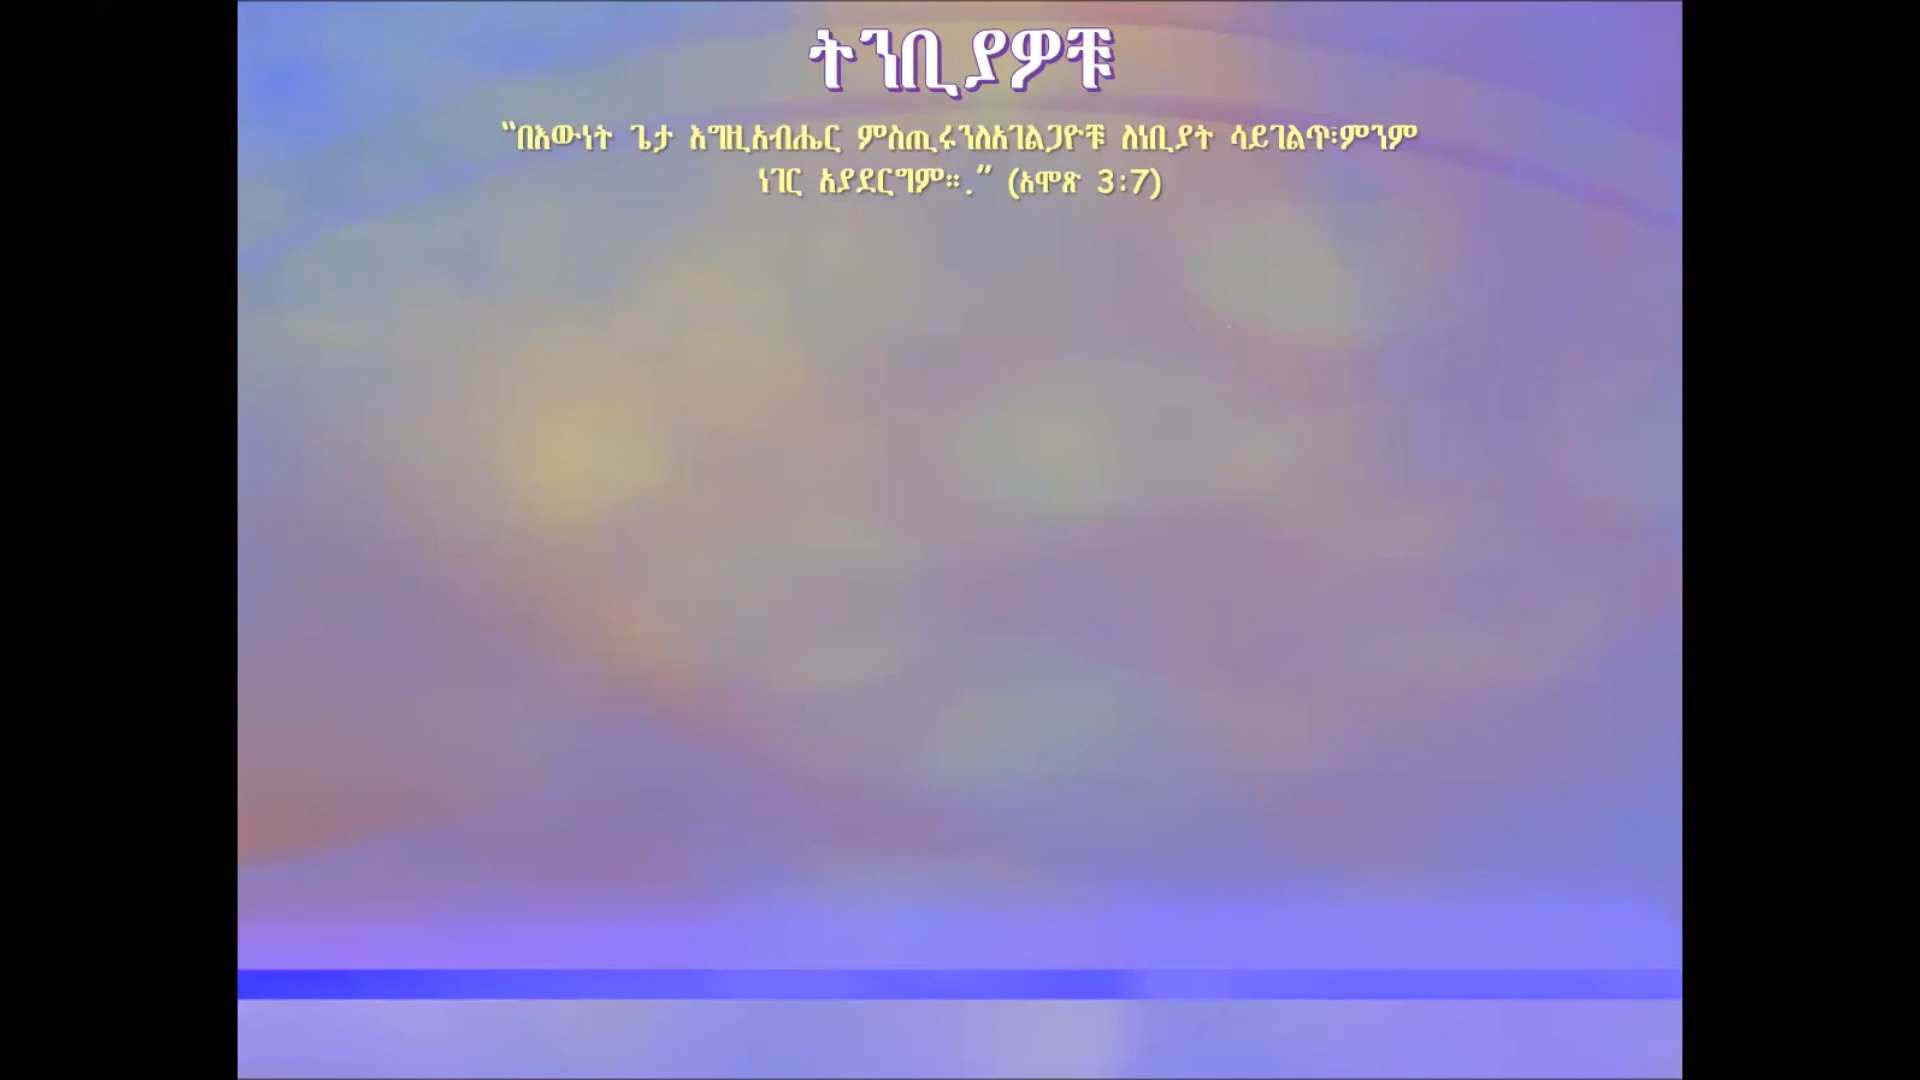 ትንቢያዎቹ
“በእውነት ጌታ እግዚአብሔር ምስጢሩንለአገልጋዮቹ ለነቢያት ሳይገልጥ፡ምንም
ነገር አያደርግም።.” (አሞጽ 3:7)